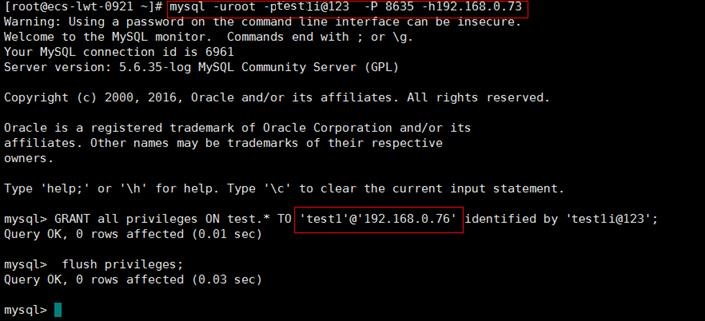 [root@ecs-lwt-0921 ~]# mysql -uroot -ptest1i@123  -P 8635 -h192.168.0.73
Warning: Using a password on the command line interface can be insecure.
Welcome to the MySQL monitor.  Commands end with ; or \g.
Your MySQL connection id is 6961
Server version: 5.6.35-log MySQL Community Server (GPL)
Copyright (c) 2000, 2016, Oracle and/or its affiliates. All rights reserved.
Oracle is a registered trademark of Oracle Corporation and/or its
affiliates. Other names may be trademarks of their respective
owners.
Type 'help;' or '\h' for help. Type '\c' to clear the current input statement.
mysql> GRANT all privileges ON test.* TO 'test1'@'192.168.0.76' identified by 'test1i@123';
Query OK, 0 rows affected (0.01 sec)
mysql>  flush privileges;
Query OK, 0 rows affected (0.03 sec)
mysql>